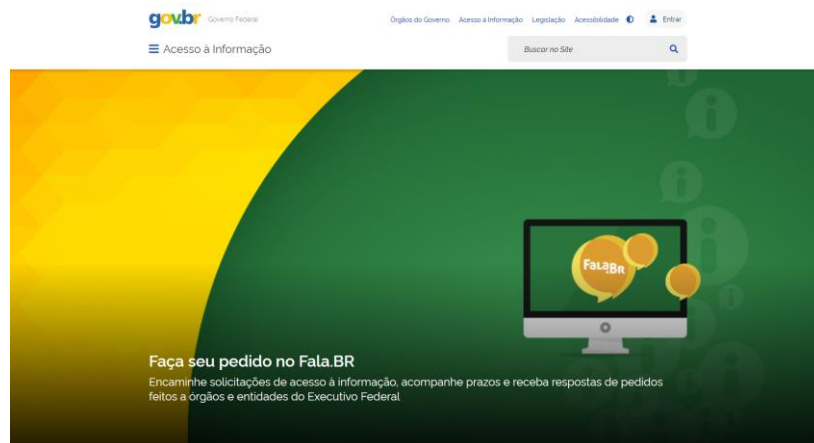 gov.br Governo Federal
Órgãos do Governo Acesso à Informação Legislação Acessibilidade Entrar
Acesso à Informação
Buscar no Site
FALA.BR
Faça seu pedido no Fala.BR
Encaminhe solicitações de acesso à informação, acompanhe prazos e receba respostas de pedidos
feitos a órgãos e entidades do Executivo Federal